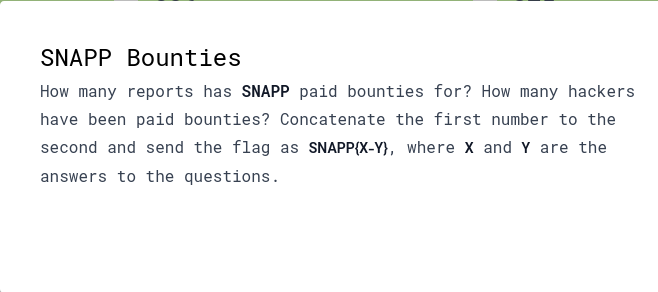 SNAPP Bounties
How many reports has SNAPP paid bounties for? How many hackers
have been paid bounties? Concatenate the first number to the
second and send the flag as SNAPP{X-Y}, where X and Y are the
answers to the questions.